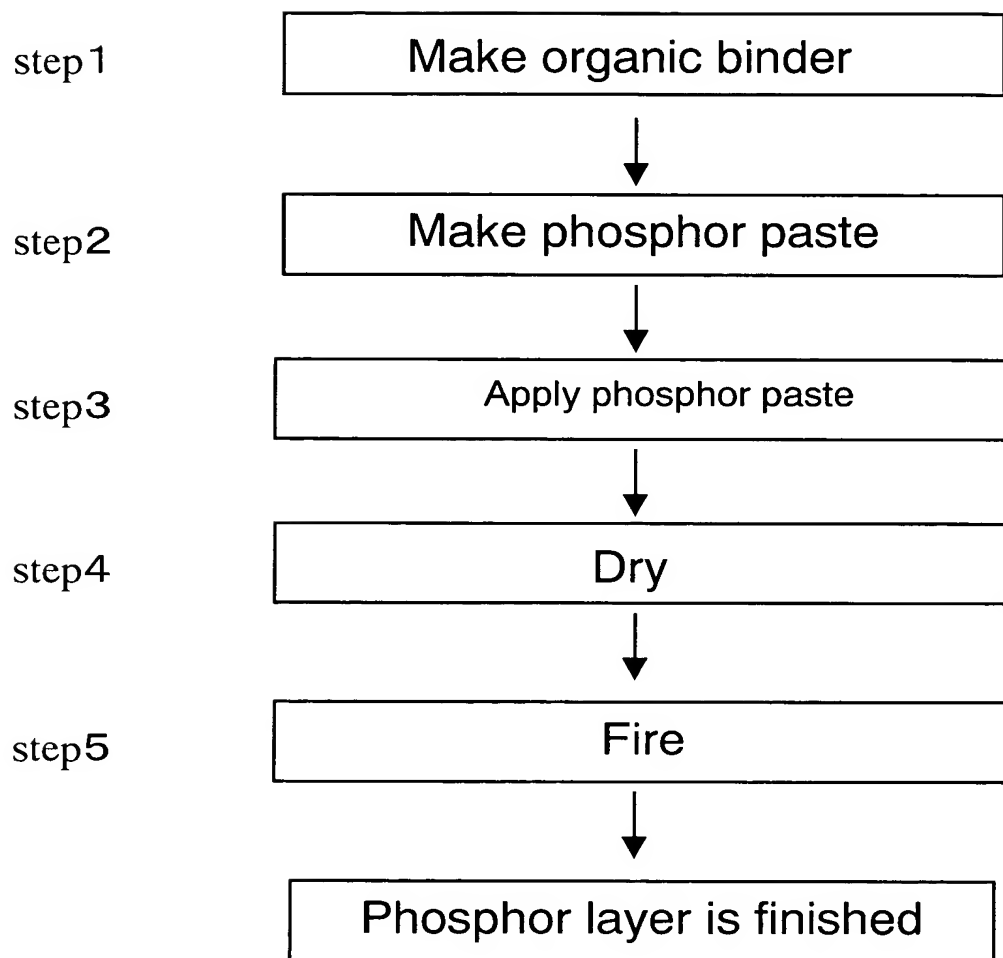 step1 Make organic binder
step2 Make phosphor paste
step3 Apply phosphor paste
step4 Dry
step5 Fire
Phosphor layer is finished